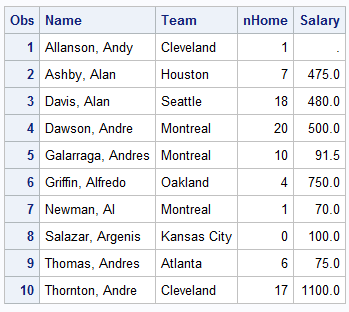 Obs Name Team nHome Salary
1 Allanson, Andy Cleveland 1 .
2 Ashby, Alan Houston 7 475.0
3 Davis, Alan Seattle 18 480.0
4 Dawson, Andre Montreal 20 500.0
5 Galarraga, Andres Montreal 10 91.5
6 Griffin, Alfredo Oakland 4 750.0
7 Newman, Al Montreal 1 70.0
8 Salazar, Argenis Kansas City 0 100.0
9 Thomas, Andres Atlanta 6 75.0
10 Thornton, Andre Cleveland 17 1100.0